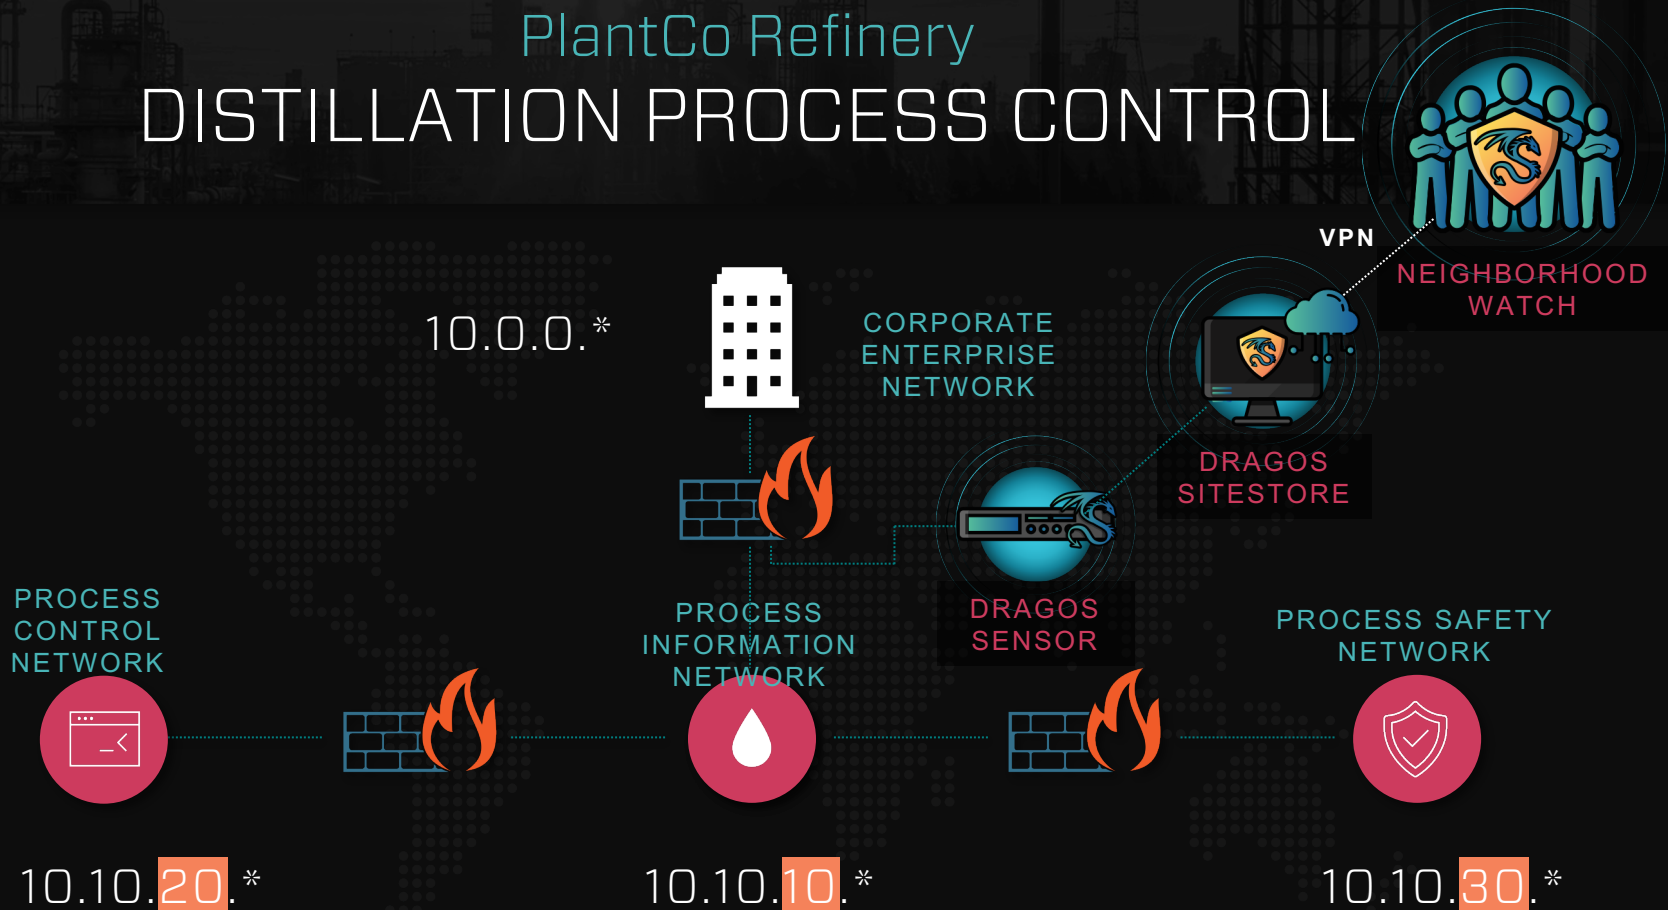 PlantCo Refinery
DISTILLATION PROCESS CONTROL
VPN
NEIGHBORHOOD
WATCH
10.0.0.*
CORPORATE
ENTERPRISE
NETWORK
DRAGOS
SITESTORE
PROCESS
CONTROL
NETWORK
PROCESS
INFORMATION
NETWORK
DRAGOS
SENSOR
PROCESS SAFETY
NETWORK
10.10.20.*
10.10.10.*
10.10.30.*